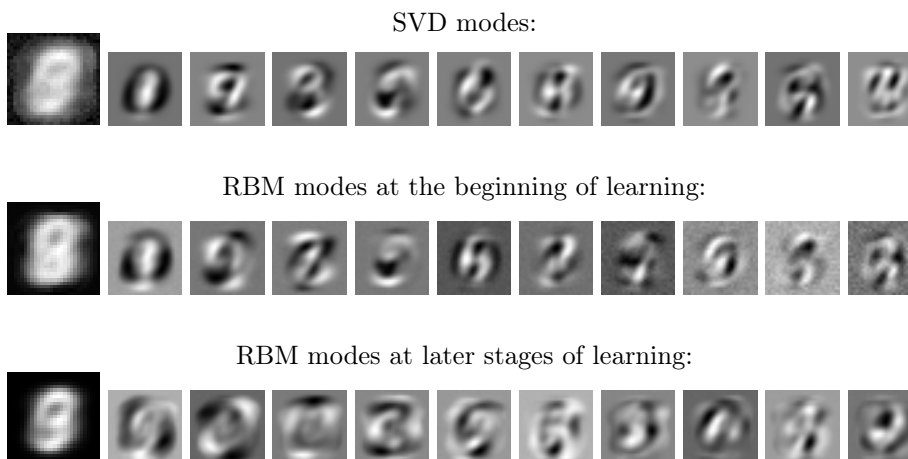 SVD modes:
RBM modes at the beginning of learning:
RBM modes at later stages of learning: